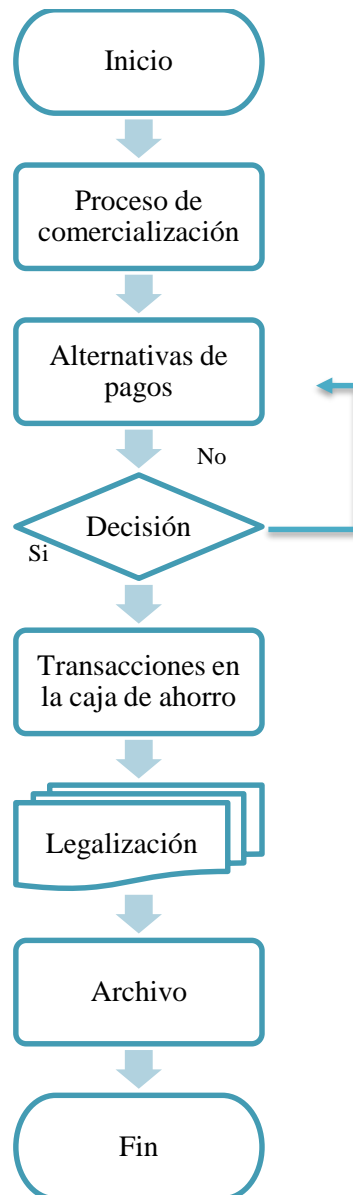 Inicio
Proceso de
comercialización
Alternativas de
pagos
No
Decisión
Si
Transacciones en
la caja de ahorro
Legalización
Archivo
Fin